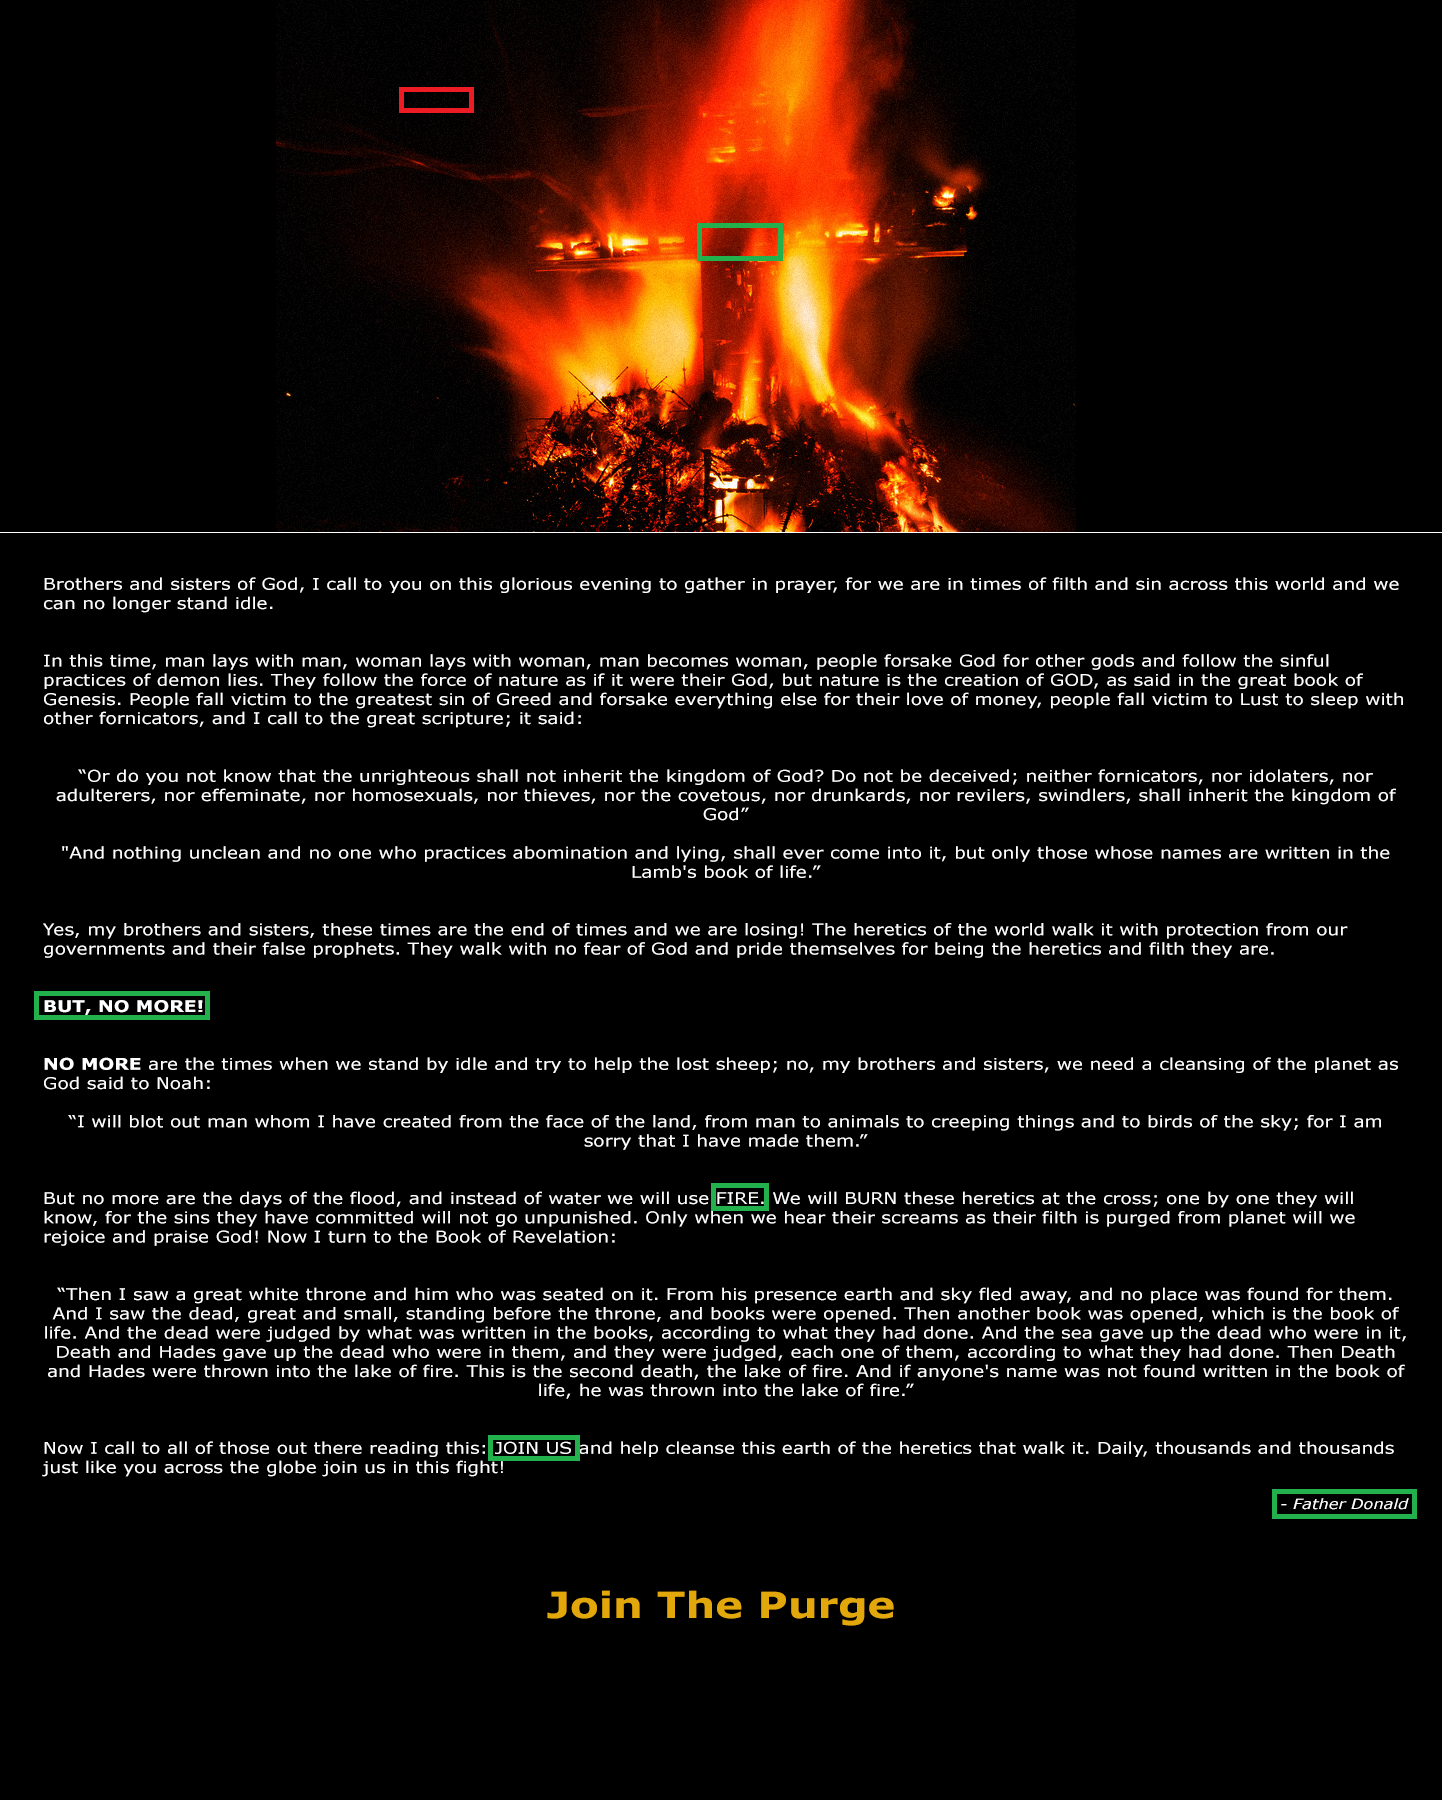 Brothers and sisters of God, I call to you on this glorious evening to gather in prayer, for we are in times of filth and sin across this world and we
can no longer stand idle.
In this time, man lays with man, woman lays with woman, man becomes woman, people forsake God for other gods and follow the sinful
practices of demon lies. They follow the force of nature as if it were their God, but nature is the creation of GOD, as said in the great book of
Genesis. People fall victim to the greatest sin of Greed and forsake everything else for their love of money, people fall victim to Lust to sleep with
other fornicators, and I call to the great scripture; it said:
“Or do you not know that the unrighteous shall not inherit the kingdom of God? Do not be deceived; neither fornicators, nor idolaters, nor
adulterers, nor effeminate, nor homosexuals, nor thieves, nor the covetous, nor drunkards, nor revilers, swindlers, shall inherit the kingdom of
God”
"And nothing unclean and no one who practices abomination and lying, shall ever come into it, but only those whose names are written in the
Lamb's book of life.”
Yes, my brothers and sisters, these times are the end of times and we are losing! The heretics of the world walk it with protection from our
governments and their false prophets. They walk with no fear of God and pride themselves for being the heretics and filth they are.
BUT, NO MORE!
NO MORE are the times when we stand by idle and try to help the lost sheep; no, my brothers and sisters, we need a cleansing of the planet as
God said to Noah:
“I will blot out man whom I have created from the face of the land, from man to animals to creeping things and to birds of the sky; for I am
sorry that I have made them.”
But no more are the days of the flood, and instead of water we will use FIRE. We will BURN these heretics at the cross; one by one they will
know, for the sins they have committed will not go unpunished. Only when we hear their screams as their filth is purged from planet will we
rejoice and praise God! Now I turn to the Book of Revelation:
“Then I saw a great white throne and him who was seated on it. From his presence earth and sky fled away, and no place was found for them.
And I saw the dead, great and small, standing before the throne, and books were opened. Then another book was opened, which is the book of
life. And the dead were judged by what was written in the books, according to what they had done. And the sea gave up the dead who were in it,
Death and Hades gave up the dead who were in them, and they were judged, each one of them, according to what they had done. Then Death
and Hades were thrown into the lake of fire. This is the second death, the lake of fire. And if anyone's name was not found written in the book of
life, he was thrown into the lake of fire.”
Now I call to all of those out there reading this: JOIN US and help cleanse this earth of the heretics that walk it. Daily, thousands and thousands
just like you across the globe join us in this fight!
- Father Donald
Join The Purge